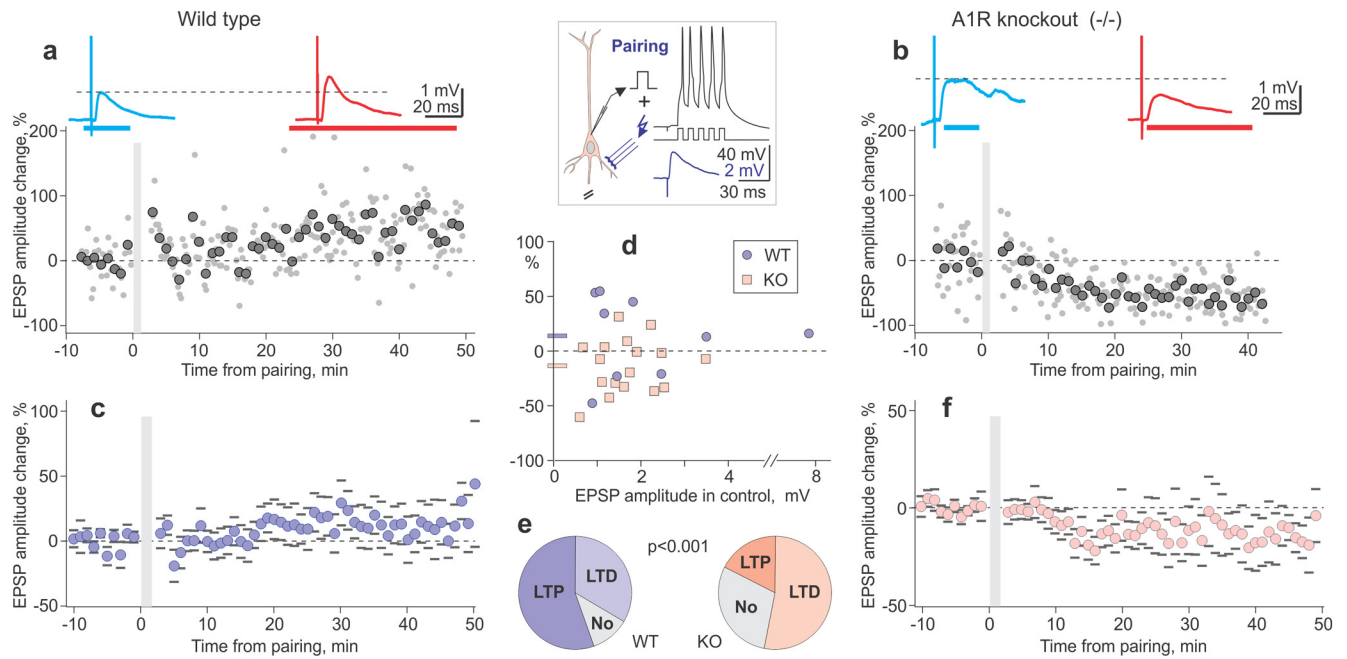 Wild type
A1R knockout (-/-)
a
1 mV
20 ms
EPSP amplitude change, %
200
100
0
-100
-10 0 10 20 30 40 50
Time from pairing, min
Pairing
+
40 mV
2 mV
30 ms
b
1 mV
20 ms
EPSP amplitude change, %
200
100
0
-100
-10 0 10 20 30 40
Time from pairing, min
d
100
%
50
0
-50
-100
WT
KO
0 2 4 8
EPSP amplitude in control, mV
c
EPSP amplitude change, %
100
50
0
-50
-10 0 10 20 30 40 50
Time from pairing, min
e
p<0.001
LTP
LTD
No
WT
LTP
No
LTD
KO
f
EPSP amplitude change, %
50
0
-50
-10 0 10 20 30 40 50
Time from pairing, min